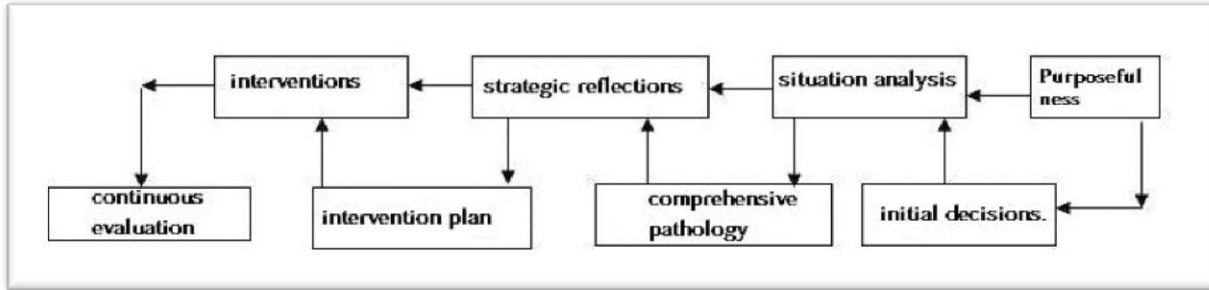 interventions
strategic reflections
situation analysis
Purposeful
ness
continuous
evaluation
intervention plan
comprehensive
pathology
initial decisions.